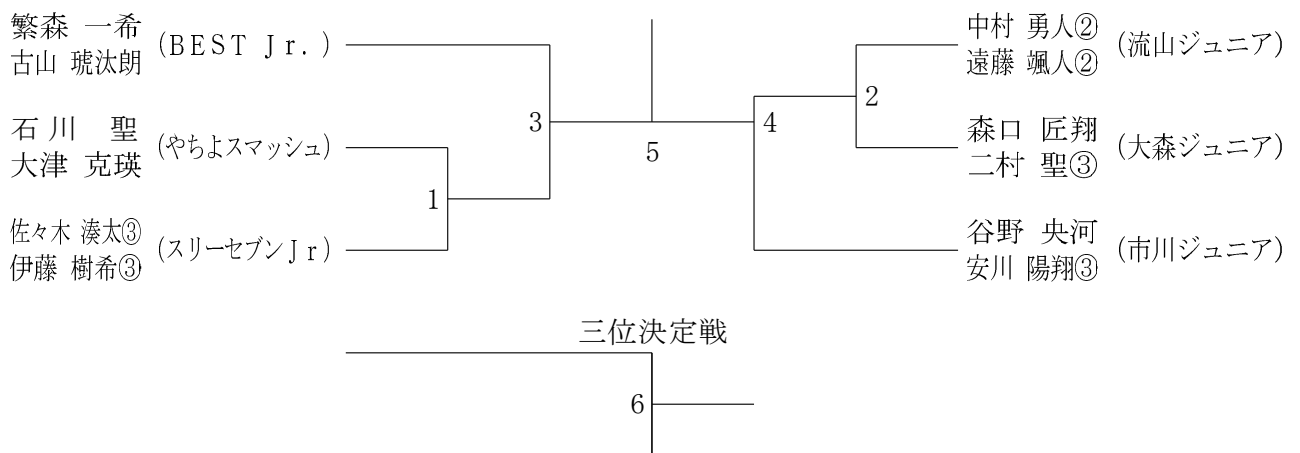 繁森 一希
古山 琥汰朗
(BEST Jr.)
石川 聖
大津 克瑛
(やちよスマッシュ)
佐々木 湊太③
伊藤 樹希③
(スリーセブンJr)
1
3
5
4
2
中村 勇人②
遠藤 颯人②
(流山ジュニア)
森口 匠翔
二村 聖③
(大森ジュニア)
谷野 央河
安川 陽翔③
(市川ジュニア)
三位決定戦
6